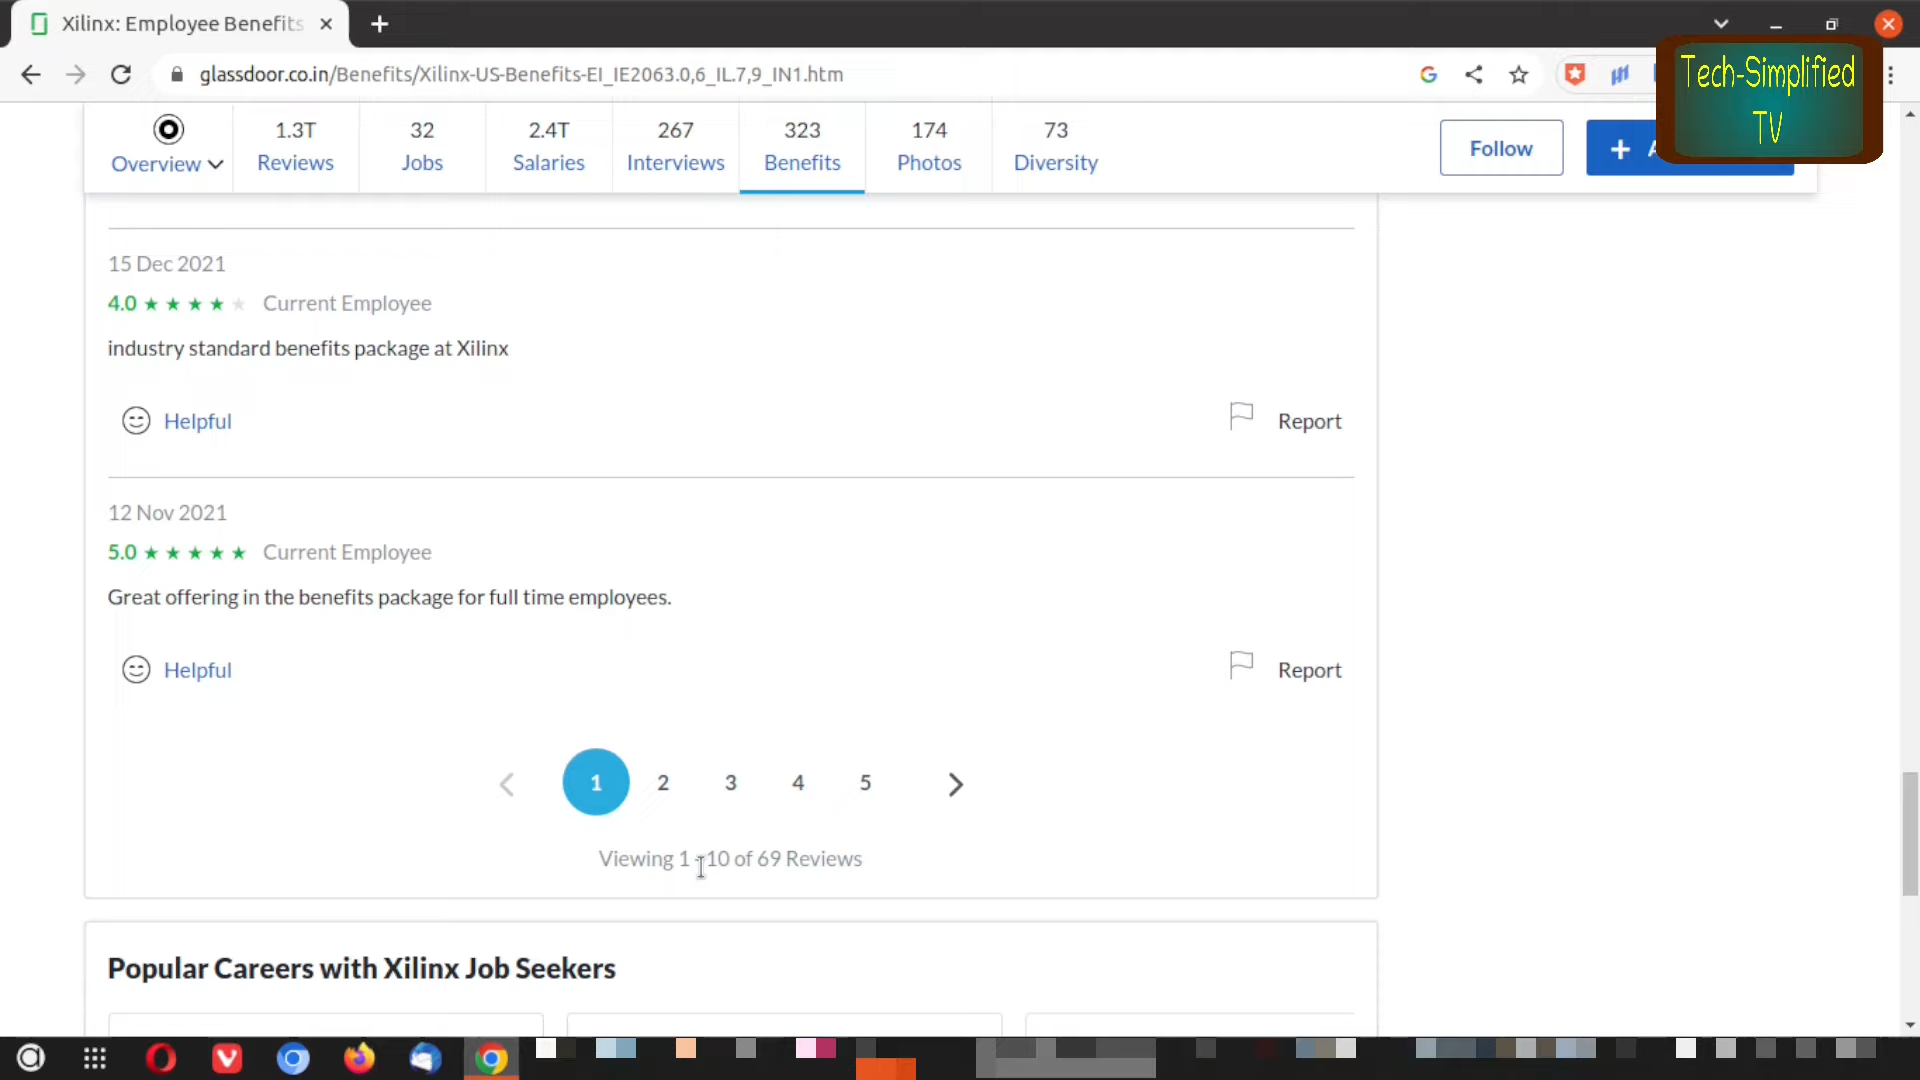 Xilinx: Employee Benefits
glassdoor.co.in/Benefits/Xilinx-US-Benefits-EI_IE2063.0,6_IL.7,9_IN1.htm
Tech-Simplified
TV
1.3T 32 2.4T 267 323 174 73
Overview Reviews Jobs Salaries Interviews Benefits Photos Diversity
Follow
+
15 Dec 2021
4.0 ★ ★ ★ ★ ★ Current Employee
industry standard benefits package at Xilinx
Helpful Report
12 Nov 2021
5.0 ★ ★ ★ ★ ★ Current Employee
Great offering in the benefits package for full time employees.
Helpful Report
1 2 3 4 5
Viewing 1 - 10 of 69 Reviews
Popular Careers with Xilinx Job Seekers